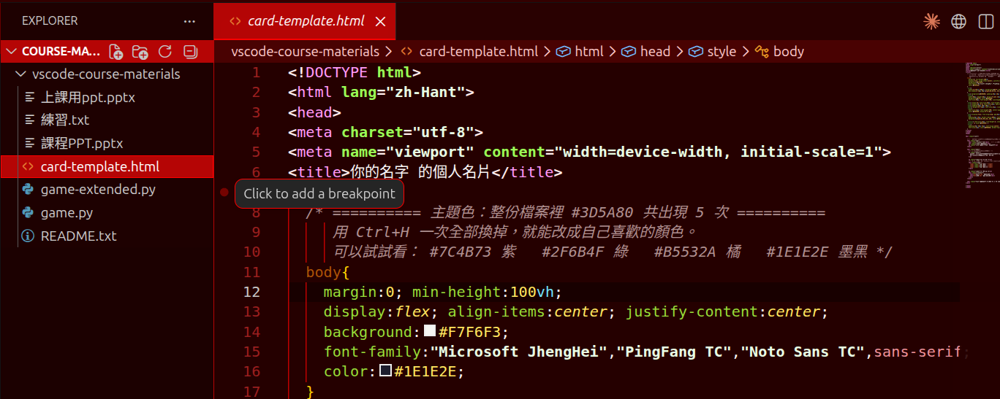 EXPLORER
COURSE-MA...
vscode-course-materials
上課用ppt.pptx
練習.txt
課程PPT.pptx
card-template.html
game-extended.py
game.py
README.txt
card-template.html
vscode-course-materials > card-template.html > html > head > style > body
1 <!DOCTYPE html>
2 <html lang="zh-Hant">
3 <head>
4 <meta charset="utf-8">
5 <meta name="viewport" content="width=device-width, initial-scale=1">
6 <title>你的名字 的個人名片</title>
Click to add a breakpoint
8 /* ========== 主題色：整份檔案裡 #3D5A80 共出現 5 次 ==========
9 用 Ctrl+H 一次全部換掉，就能改成自己喜歡的顏色。
10 可以試試看： #7C4B73 紫 #2F6B4F 綠 #B5532A 橘 #1E1E2E 墨黑 */
11 body{
12 margin:0; min-height:100vh;
13 display:flex; align-items:center; justify-content:center;
14 background:#F7F6F3;
15 font-family:"Microsoft JhengHei","PingFang TC","Noto Sans TC",sans-serif;
16 color:#1E1E2E;
17 }